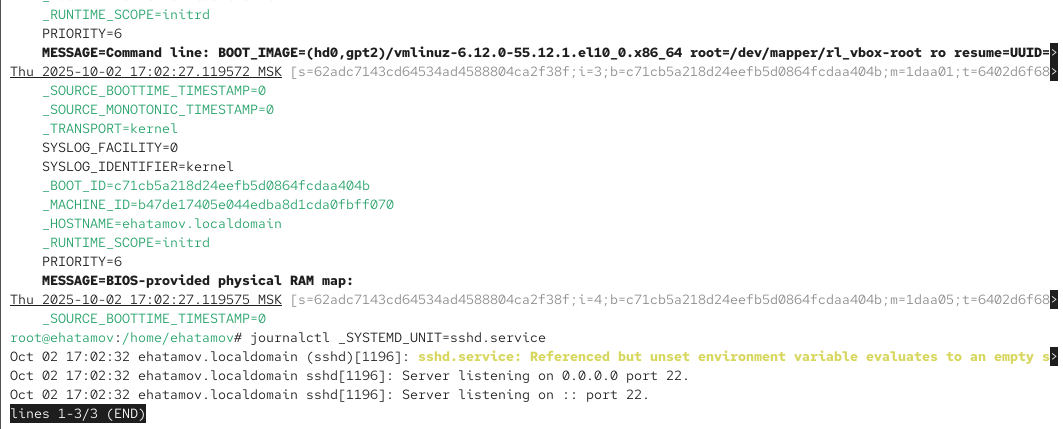 _RUNTIME_SCOPE=initrd
PRIORITY=6
MESSAGE=Command line: BOOT_IMAGE=(hd0,gpt2)/vmlinuz-6.12.0-55.12.1.el10_0.x86_64 root=/dev/mapper/rl_vbox-root ro resume=UUID=>
Thu 2025-10-02 17:02:27.119572 MSK [s=62adc7143cd64534ad4588804ca2f38f;i=3;b=c71cb5a218d24eefb5d0864fcdaa404b;m=1daa01;t=6402d6f68>
_SOURCE_BOOTTIME_TIMESTAMP=0
_SOURCE_MONOTONIC_TIMESTAMP=0
_TRANSPORT=kernel
SYSLOG_FACILITY=0
SYSLOG_IDENTIFIER=kernel
_BOOT_ID=c71cb5a218d24eefb5d0864fcdaa404b
_MACHINE_ID=b47de17405e044edba8d1cda0fbff070
_HOSTNAME=ehatamov.localdomain
_RUNTIME_SCOPE=initrd
PRIORITY=6
MESSAGE=BIOS-provided physical RAM map:
Thu 2025-10-02 17:02:27.119575 MSK [s=62adc7143cd64534ad4588804ca2f38f;i=4;b=c71cb5a218d24eefb5d0864fcdaa404b;m=1daa05;t=6402d6f68>
_SOURCE_BOOTTIME_TIMESTAMP=0
root@ehatamov:/home/ehatamov# journalctl _SYSTEMD_UNIT=sshd.service
Oct 02 17:02:32 ehatamov.localdomain (sshd)[1196]: sshd.service: Referenced but unset environment variable evaluates to an empty s>
Oct 02 17:02:32 ehatamov.localdomain sshd[1196]: Server listening on 0.0.0.0 port 22.
Oct 02 17:02:32 ehatamov.localdomain sshd[1196]: Server listening on :: port 22.
lines 1-3/3 (END)